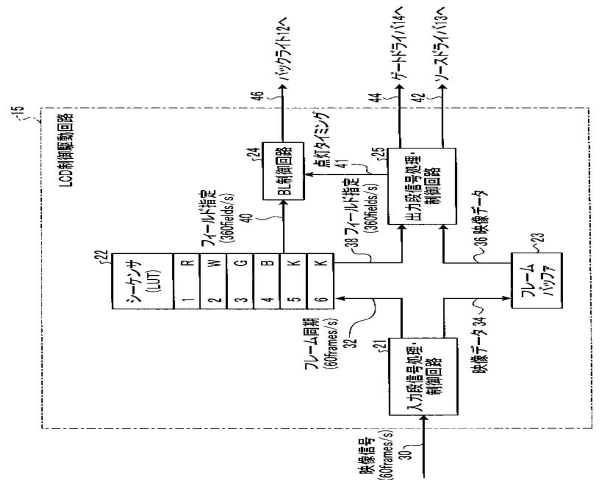 15
LCD制御駆動回路
22
シーケンサ
(LUT)
1 R
2 W
3 G
4 B
5 K
6 K
フィールド指定
(360fields/s)
40
24
BL制御回路
46
バックライト12へ
点灯タイミング
41
38 フィールド指定
(360fields/s)
25
出力段信号処理・
制御回路
44
ゲートドライバ14へ
42
ソースドライバ13へ
フレーム同期
(60frames/s)
32
21
入力段信号処理・
制御回路
映像信号
(60frames/s)
30
映像データ 34
36 映像データ
23
フレーム
バッファ